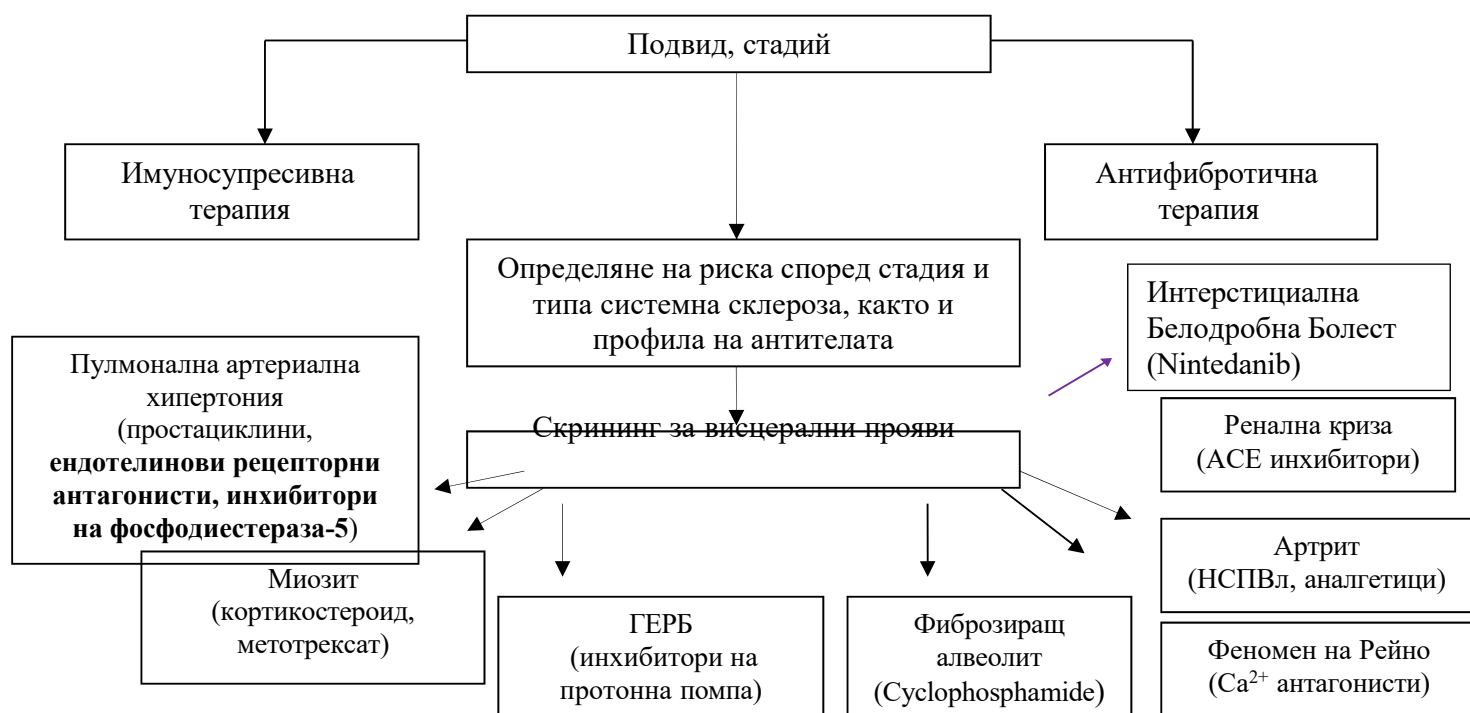 Подвид, стадий
Имуносупресивна
терапия
Антифибротична
терапия
Определяне на риска според стадия и
типа системна склероза, както и
профила на антителата
Интерстициална
Белодробна Болест
(Nintedanib)
Пулмонална артериална
хипертония
(простациклини,
ендотелинови рецепторни
антагонисти, инхибитори
на фосфодиестераза-5)
Скрининг за висцерални прояви
Ренална криза
(АСЕ инхибитори)
Миозит
(кортикостероид,
метотрексат)
ГЕРБ
(инхибитори на
протонна помпа)
Фиброзиращ
алвеолит
(Cyclophosphamide)
Артрит
(НСПВл, аналгетици)
Феномен на Рейно
(Ca²⁺ антагонисти)